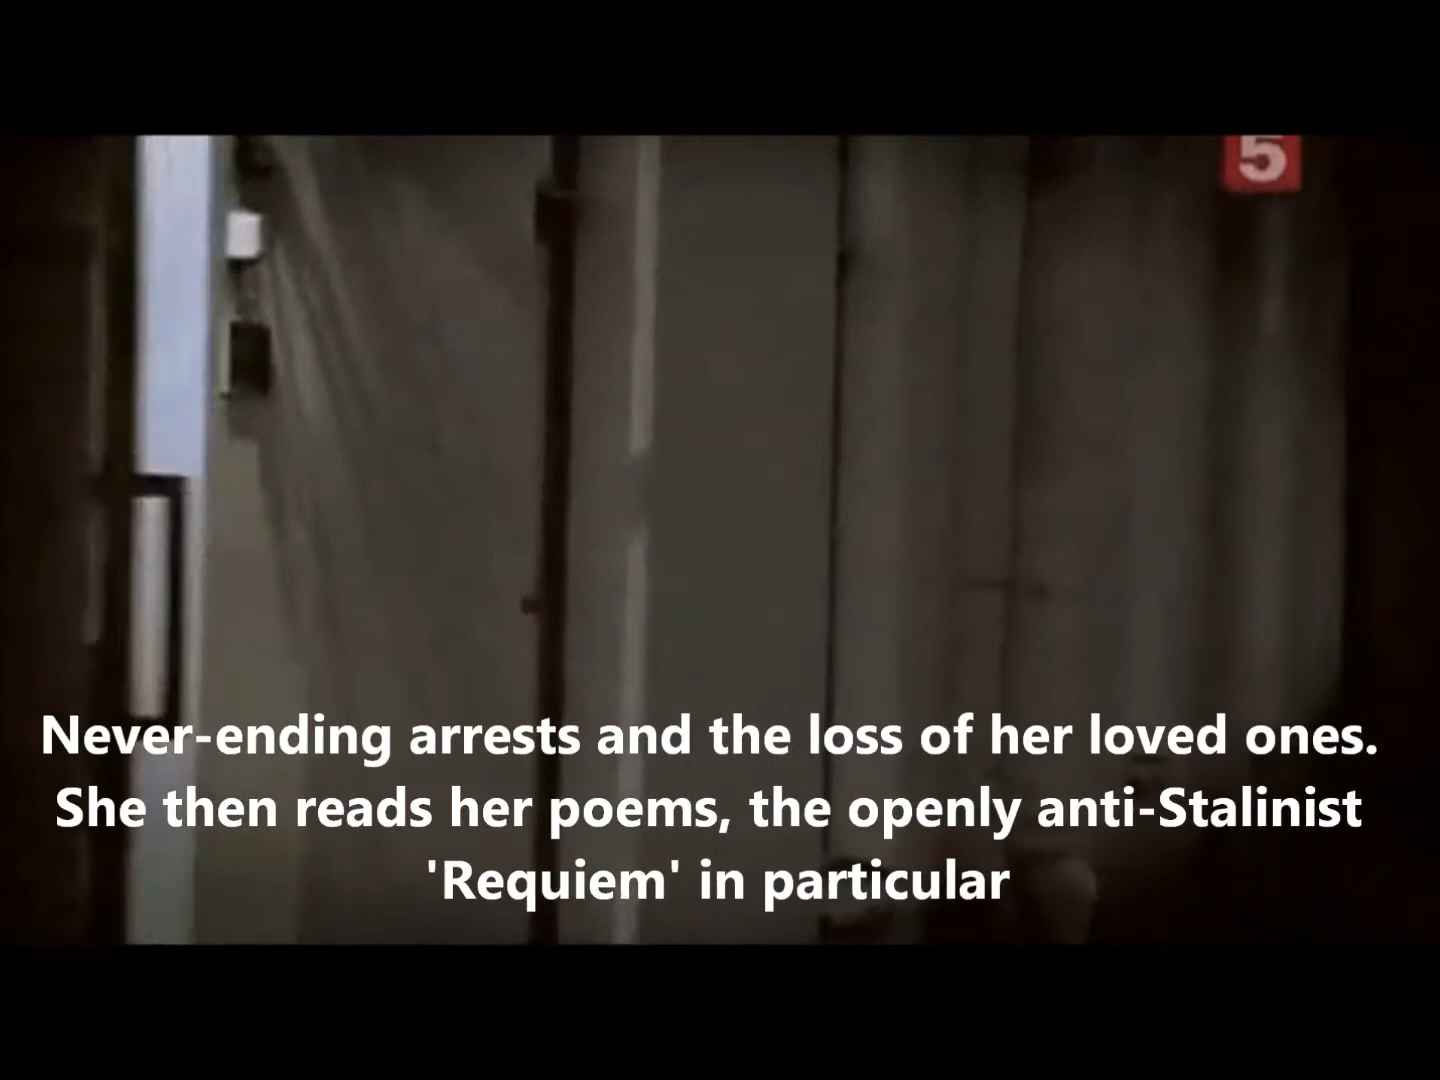 5
Never-ending arrests and the loss of her loved ones.
She then reads her poems, the openly anti-Stalinist
'Requiem' in particular